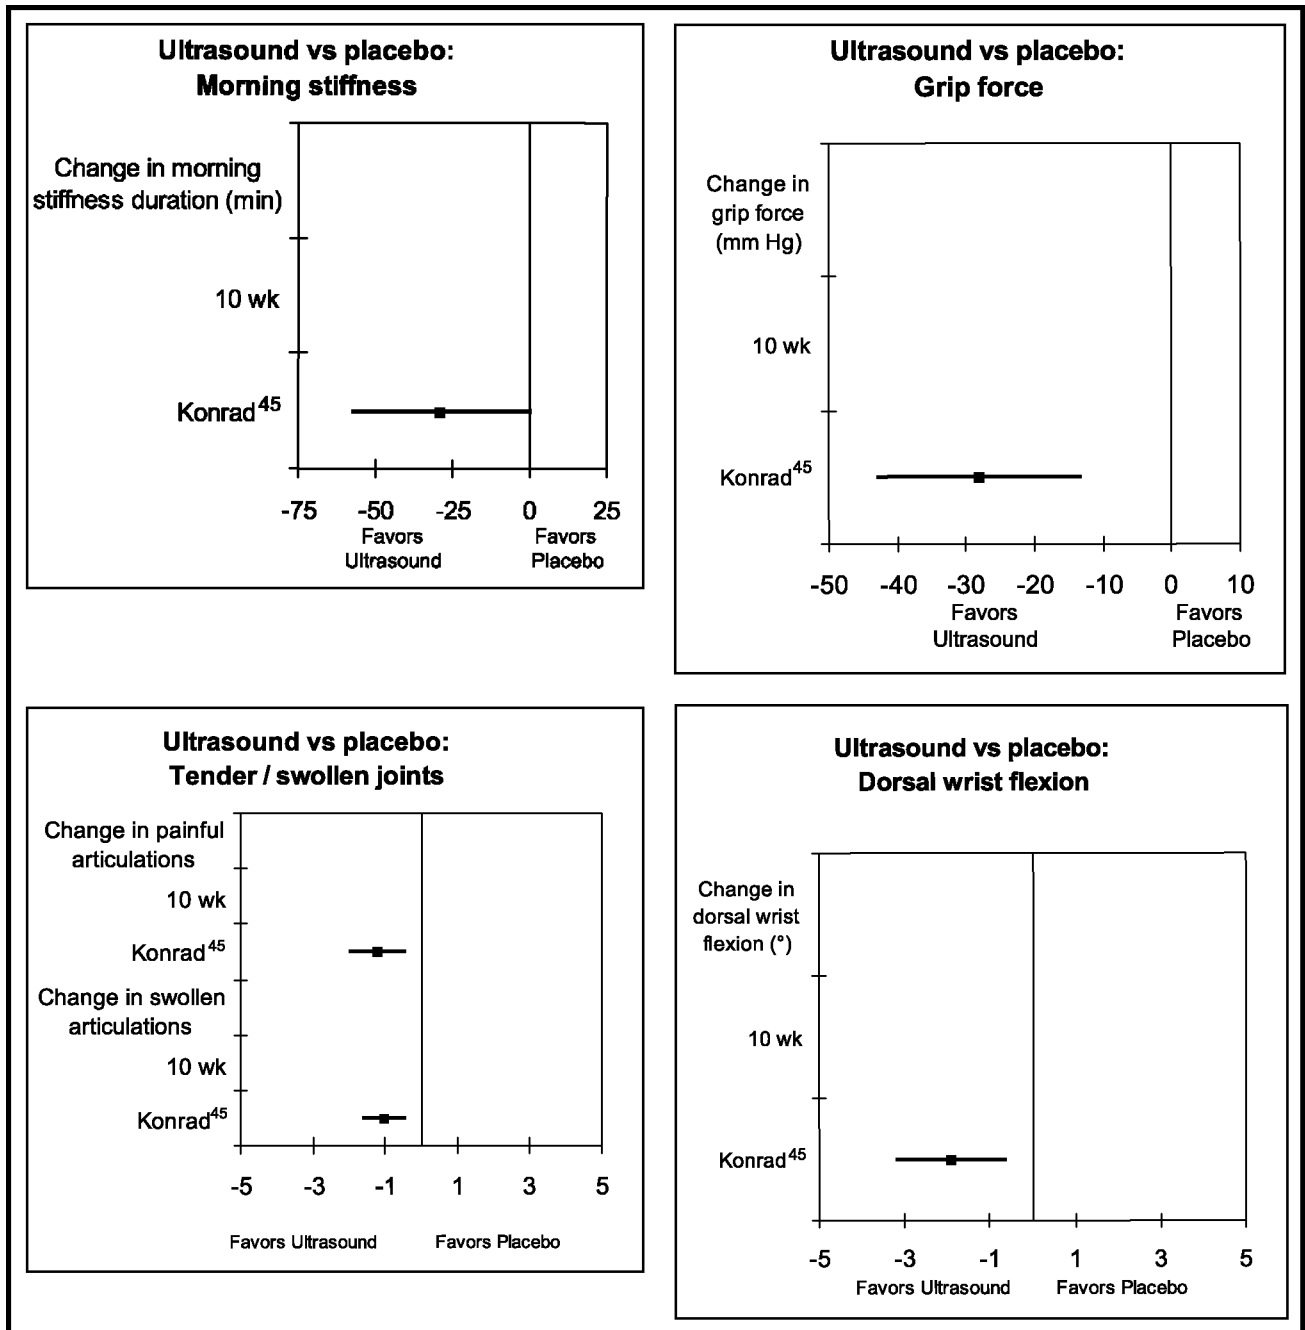 Ultrasound vs placebo:
Morning stiffness
Change in morning
stiffness duration (min)
10 wk
Konrad45
-75 -50 -25 0 25
Favors Favors
Ultrasound Placebo
Ultrasound vs placebo:
Grip force
Change in
grip force
(mm Hg)
10 wk
Konrad45
-50 -40 -30 -20 -10 0 10
Favors Favors
Ultrasound Placebo
Ultrasound vs placebo:
Tender / swollen joints
Change in painful
articulations
10 wk
Konrad45
Change in swollen
articulations
10 wk
Konrad45
-5 -3 -1 1 3 5
Favors Ultrasound Favors Placebo
Ultrasound vs placebo:
Dorsal wrist flexion
Change in
dorsal wrist
flexion (°)
10 wk
Konrad45
-5 -3 -1 1 3 5
Favors Ultrasound Favors Placebo